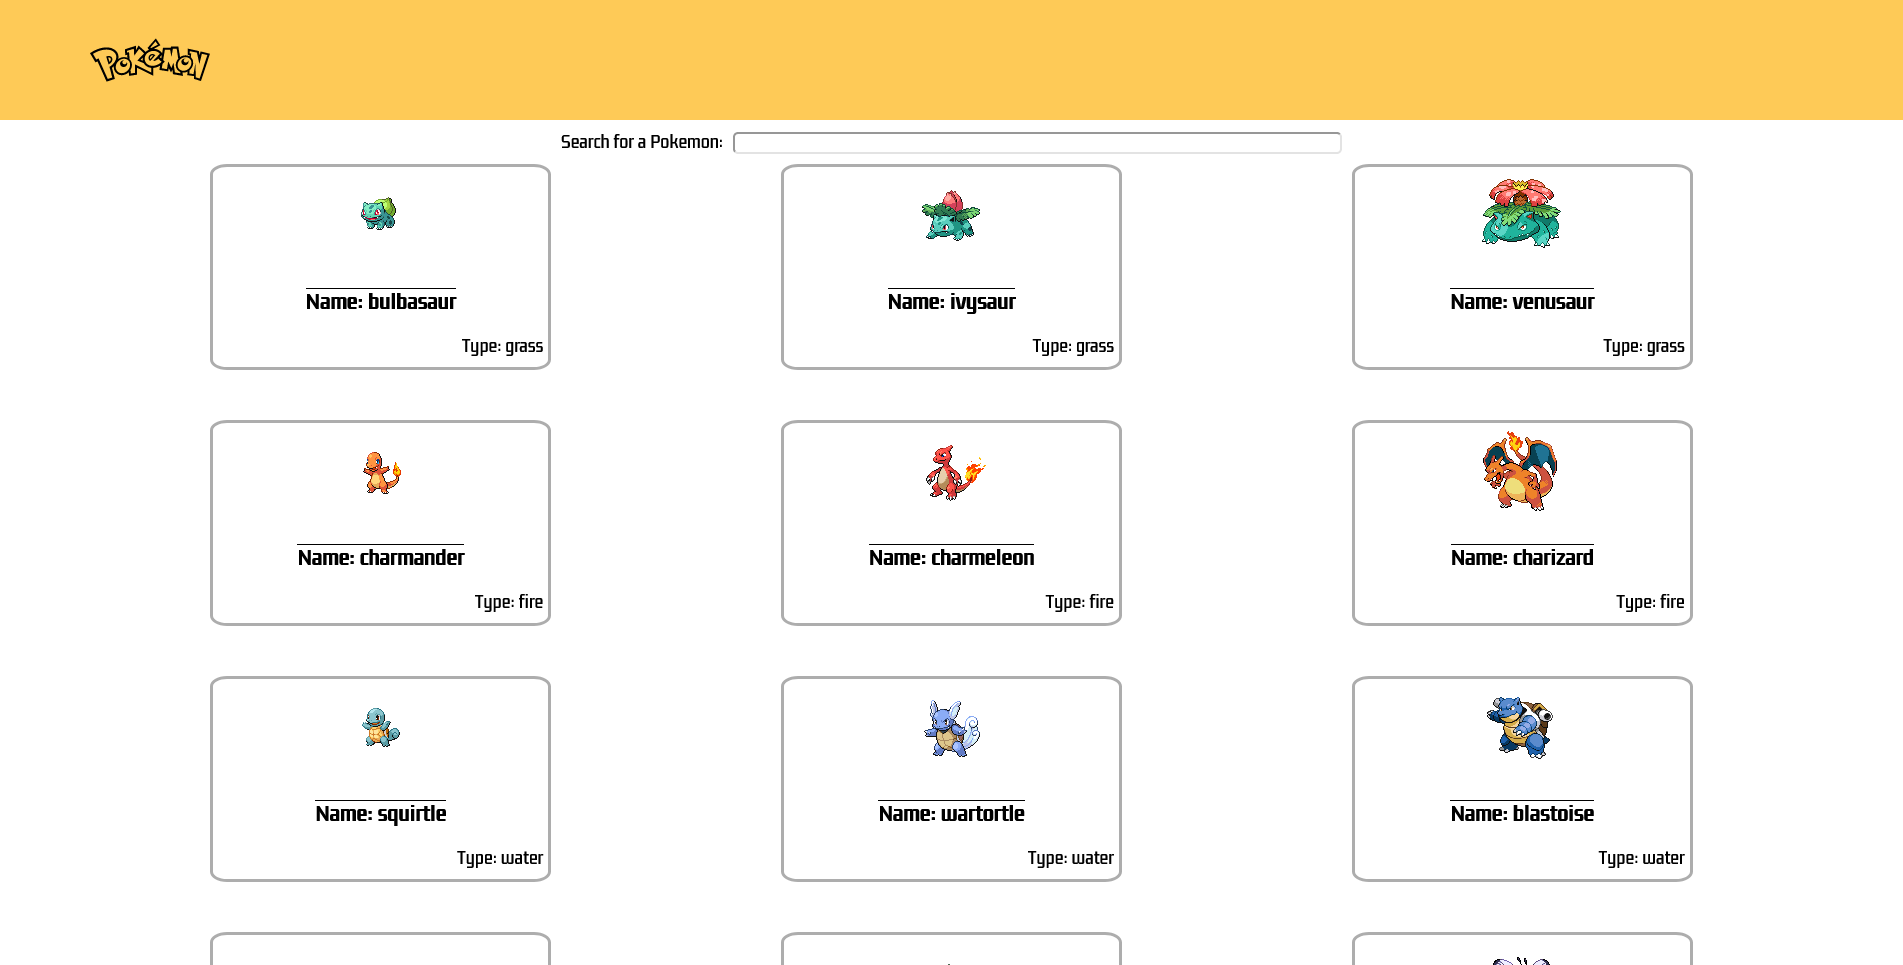 Pokémon
Search for a Pokemon:
Name: bulbasaur
Type: grass
Name: ivysaur
Type: grass
Name: venusaur
Type: grass
Name: charmander
Type: fire
Name: charmeleon
Type: fire
Name: charizard
Type: fire
Name: squirtle
Type: water
Name: wartortle
Type: water
Name: blastoise
Type: water